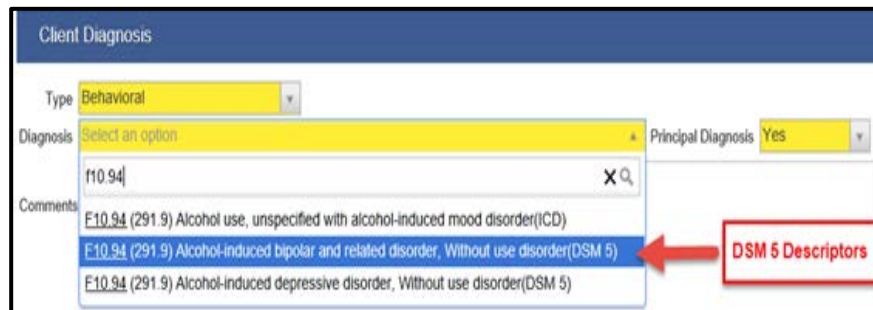 Client Diagnosis
Type Behavioral
Diagnosis Select an option Principal Diagnosis Yes
f10.94
Comments
F10.94 (291.9) Alcohol use, unspecified with alcohol-induced mood disorder(ICD)
F10.94 (291.9) Alcohol-induced bipolar and related disorder, Without use disorder(DSM 5)
DSM 5 Descriptors
F10.94 (291.9) Alcohol-induced depressive disorder, Without use disorder(DSM 5)